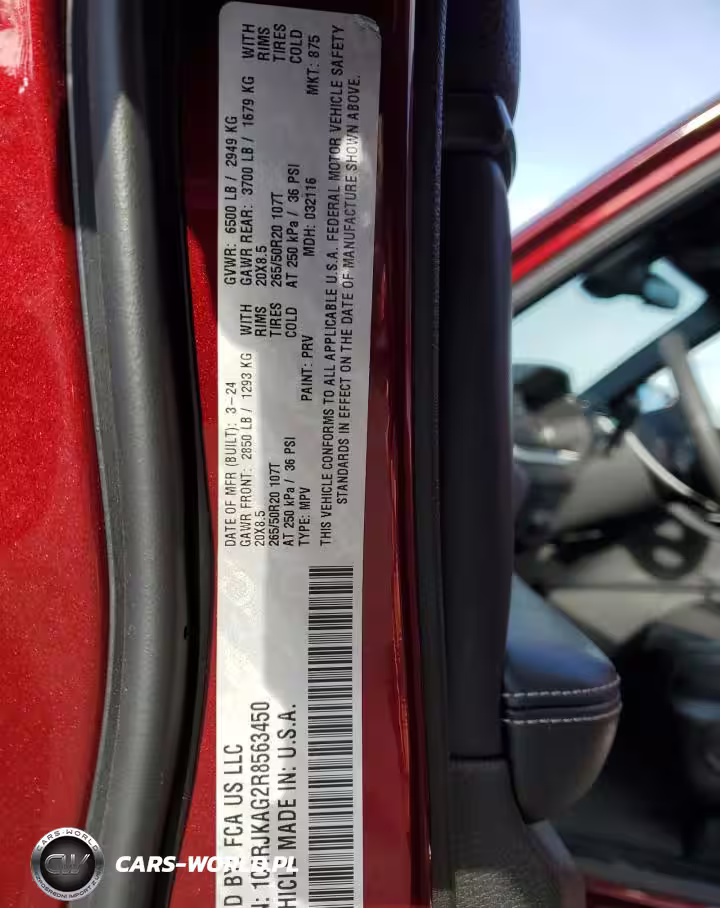 DATE OF MFR (BUILT): 3-24 GVWR: 6500 LB / 2949 KG
GAWR FRONT: 2850 LB / 1293 KG WITH GAWR REAR: 3700 LB / 1679 KG WITH
20X8.5 RIMS 20X8.5 RIMS
265/50R20 107T TIRES 265/50R20 107T TIRES
AT 250 kPa / 36 PSI COLD AT 250 kPa / 36 PSI COLD
TYPE: MPV PAINT: PRV MDH: 032116 MKT: 875
THIS VEHICLE CONFORMS TO ALL APPLICABLE U.S.A. FEDERAL MOTOR VEHICLE SAFETY
STANDARDS IN EFFECT ON THE DATE OF MANUFACTURE SHOWN ABOVE.
FCA US LLC
RJKAG2R8563450
MADE IN: U.S.A.
CARS-WORLD.PL
CARS-WORLD
CW